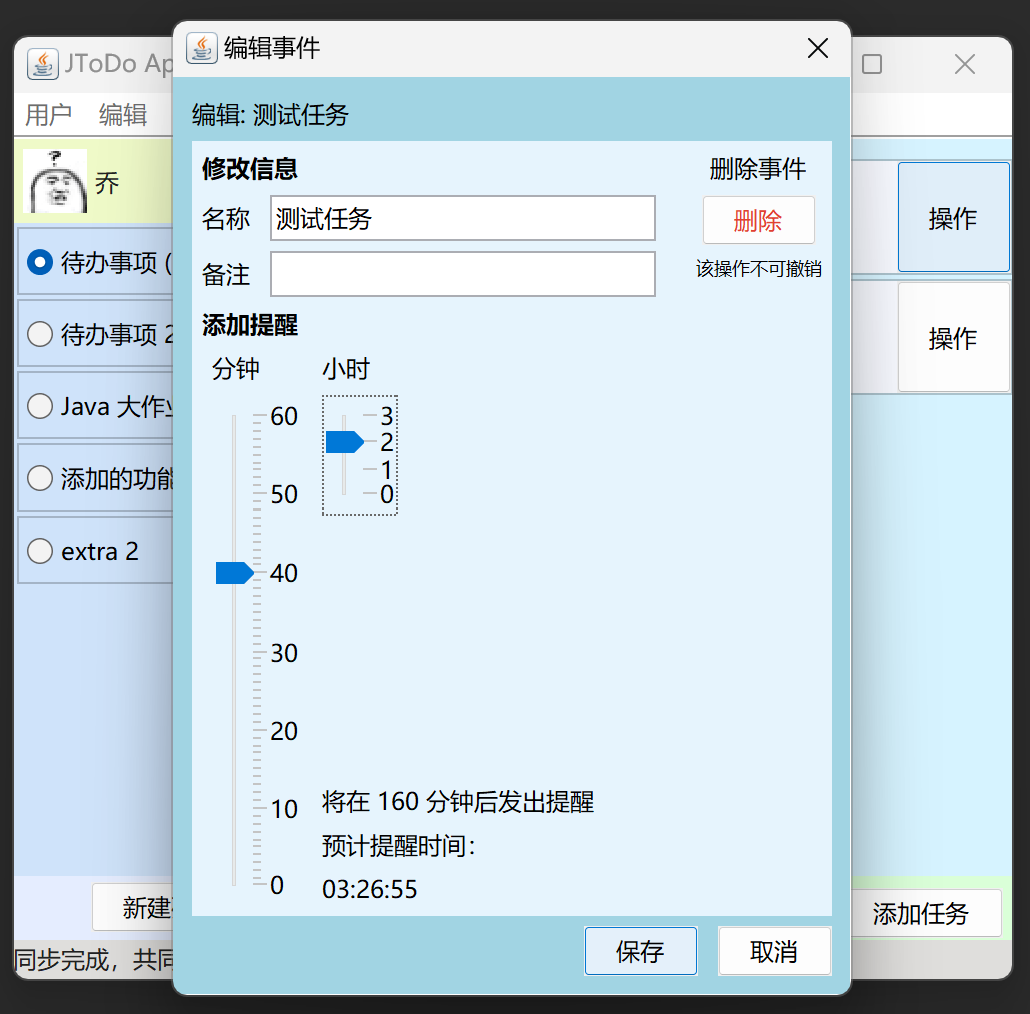 JToDo Ap
用户 编辑
?
乔
待办事项 (
待办事项 2
Java 大作业
添加的功能
extra 2
新建
同步完成，共同
编辑事件
编辑: 测试任务
修改信息
删除事件
名称 测试任务
删除
备注
该操作不可撤销
添加提醒
分钟 小时
60
50
40
30
20
10
0
3
2
1
0
将在 160 分钟后发出提醒
预计提醒时间：
03:26:55
保存 取消
操作
操作
添加任务